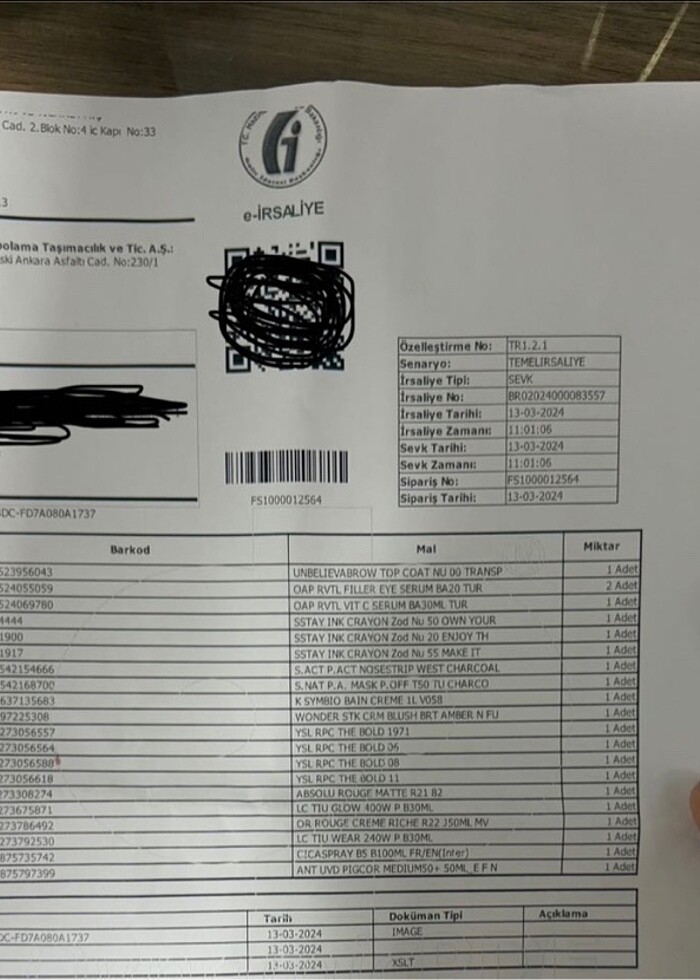 Cad. 2.Blok No:4 ic Kapı No:33
e-İRSALİYE
olama Taşımacılık ve Tic. A.Ş.:
ski Ankara Asfaltı Cad. No:230/1
Özelleştirme No: TR1.2.1
Senaryo: TEMELIRSALIYE
İrsaliye Tipi: SEVK
İrsaliye No: BR02024000083557
İrsaliye Tarihi: 13-03-2024
İrsaliye Zamanı: 11:01:06
Sevk Tarihi: 13-03-2024
Sevk Zamanı: 11:01:06
Sipariş No: FS1000012564
Sipariş Tarihi: 13-03-2024
FS1000012564
DC-FD7A080A1737
Barkod Mal Miktar
523956043 UNBELIEVABROW TOP COAT NU 00 TRANSP 1 Adet
524055059 OAP RVTL FILLER EYE SERUM BA20 TUR 2 Adet
524069780 OAP RVTL VIT C SERUM BA30ML TUR 1 Adet
4444 SSTAY INK CRAYON Zod Nu 50 OWN YOUR 1 Adet
1900 SSTAY INK CRAYON Zod Nu 20 ENJOY TH 1 Adet
1917 SSTAY INK CRAYON Zod Nu 55 MAKE IT 1 Adet
542154666 S.ACT P.ACT NOSESTRIP WEST CHARCOAL 1 Adet
542168700 S.NAT P.A. MASK P.OFF T50 TU CHARCO 1 Adet
637135683 K SYMBIO BAIN CREME 1L V058 1 Adet
97225308 WONDER STK CRM BLUSH BRT AMBER N FU 1 Adet
273056557 YSL RPC THE BOLD 1971 1 Adet
273056564 YSL RPC THE BOLD 06 1 Adet
273056588 YSL RPC THE BOLD 08 1 Adet
273056618 YSL RPC THE BOLD 11 1 Adet
273308274 ABSOLU ROUGE MATTE R21 82 1 Adet
273675871 LC TIU GLOW 400W P B30ML 1 Adet
273786492 OR ROUGE CREME RICHE R22 J50ML MV 1 Adet
273792530 LC TIU WEAR 240W P B30ML 1 Adet
875735742 CICASPRAY B5 B100ML FR/EN(Inter) 1 Adet
875797399 ANT UVD PIGCOR MEDIUM50+ 50ML E F N 1 Adet
Tarih Doküman Tipi Açıklama
DC-FD7A080A1737 13-03-2024 IMAGE
13-03-2024
13-03-2024 XSLT